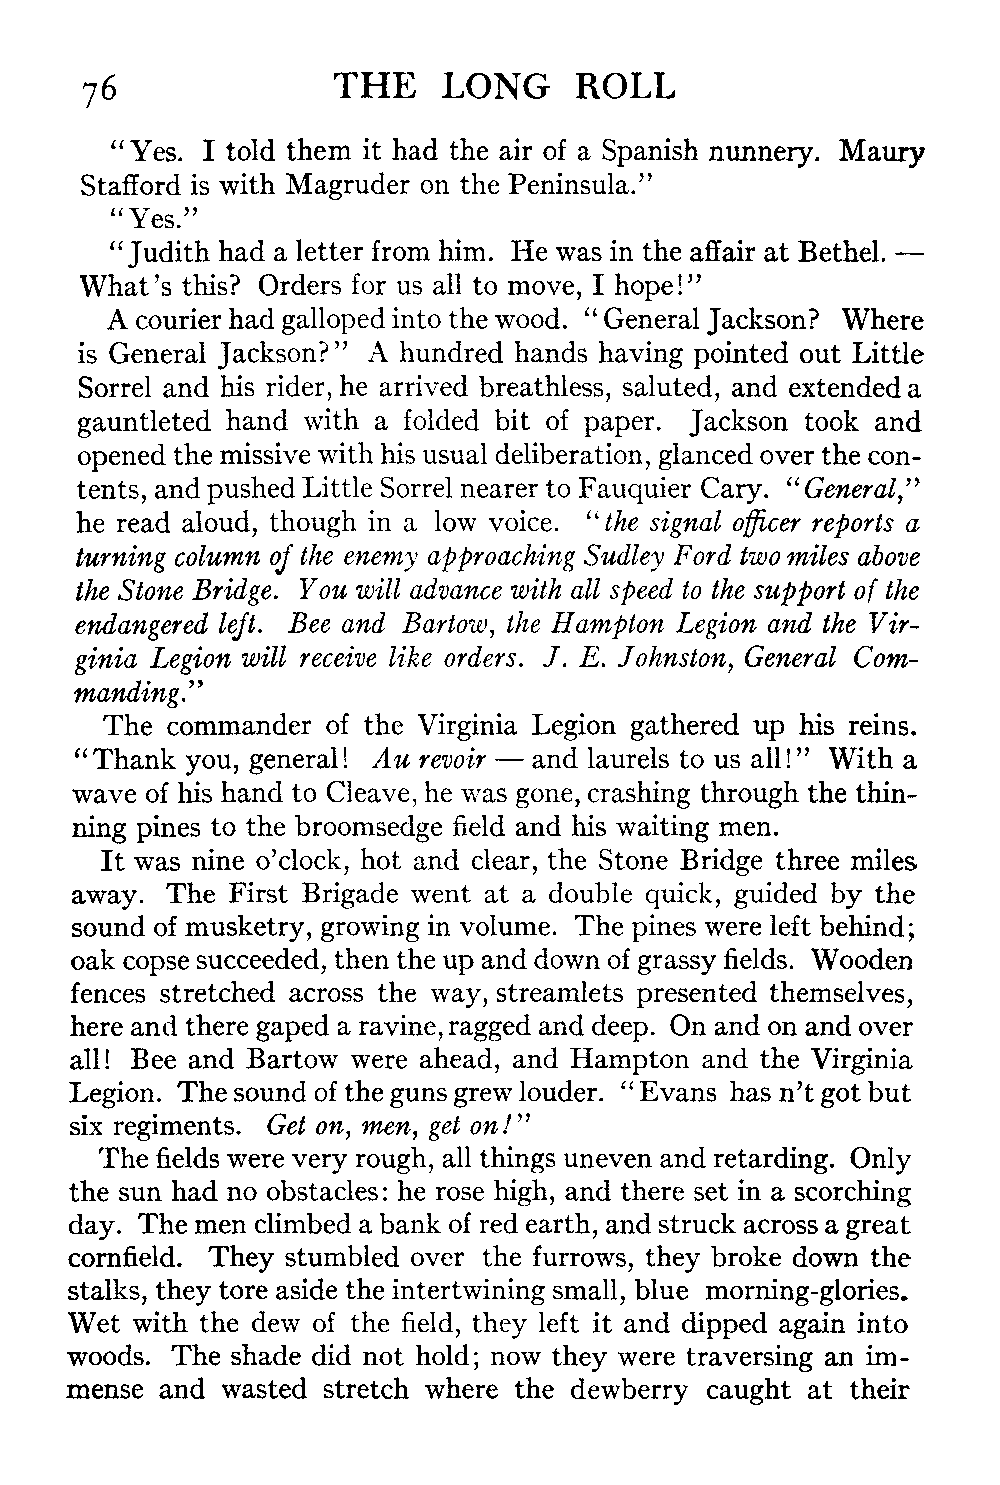 76 THE LONG ROLL
“Yes. I told them it had the air of a Spanish nunnery. Maury
Stafford is with Magruder on the Peninsula.”
“Yes.”
“Judith had a letter from him. He was in the affair at Bethel. —
What's this? Orders for us all to move, I hope!”
A courier had galloped into the wood. “General Jackson? Where
is General Jackson?” A hundred hands having pointed out Little
Sorrel and his rider, he arrived breathless, saluted, and extended a
gauntleted hand with a folded bit of paper. Jackson took and
opened the missive with his usual deliberation, glanced over the con-
tents, and pushed Little Sorrel nearer to Fauquier Cary. “General,”
he read aloud, though in a low voice. “the signal officer reports a
turning column of the enemy approaching Sudley Ford two miles above
the Stone Bridge. You will advance with all speed to the support of the
endangered left. Bee and Bartow, the Hampton Legion and the Vir-
ginia Legion will receive like orders. J. E. Johnston, General Com-
manding.”
The commander of the Virginia Legion gathered up his reins.
“Thank you, general! Au revoir — and laurels to us all!” With a
wave of his hand to Cleave, he was gone, crashing through the thin-
ning pines to the broomsedge field and his waiting men.
It was nine o'clock, hot and clear, the Stone Bridge three miles
away. The First Brigade went at a double quick, guided by the
sound of musketry, growing in volume. The pines were left behind;
oak copse succeeded, then the up and down of grassy fields. Wooden
fences stretched across the way, streamlets presented themselves,
here and there gaped a ravine, ragged and deep. On and on and over
all! Bee and Bartow were ahead, and Hampton and the Virginia
Legion. The sound of the guns grew louder. “Evans has n't got but
six regiments. Get on, men, get on!”
The fields were very rough, all things uneven and retarding. Only
the sun had no obstacles: he rose high, and there set in a scorching
day. The men climbed a bank of red earth, and struck across a great
cornfield. They stumbled over the furrows, they broke down the
stalks, they tore aside the intertwining small, blue morning-glories.
Wet with the dew of the field, they left it and dipped again into
woods. The shade did not hold; now they were traversing an im-
mense and wasted stretch where the dewberry caught at their